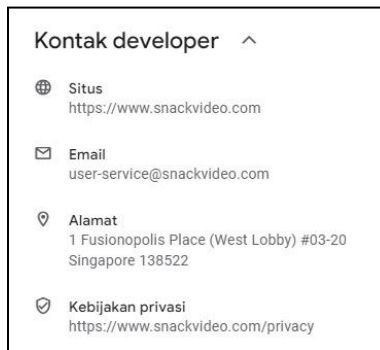 Kontak developer
Situs
https://www.snackvideo.com
Email
user-service@snackvideo.com
Alamat
1 Fusionopolis Place (West Lobby) #03-20
Singapore 138522
Kebijakan privasi
https://www.snackvideo.com/privacy